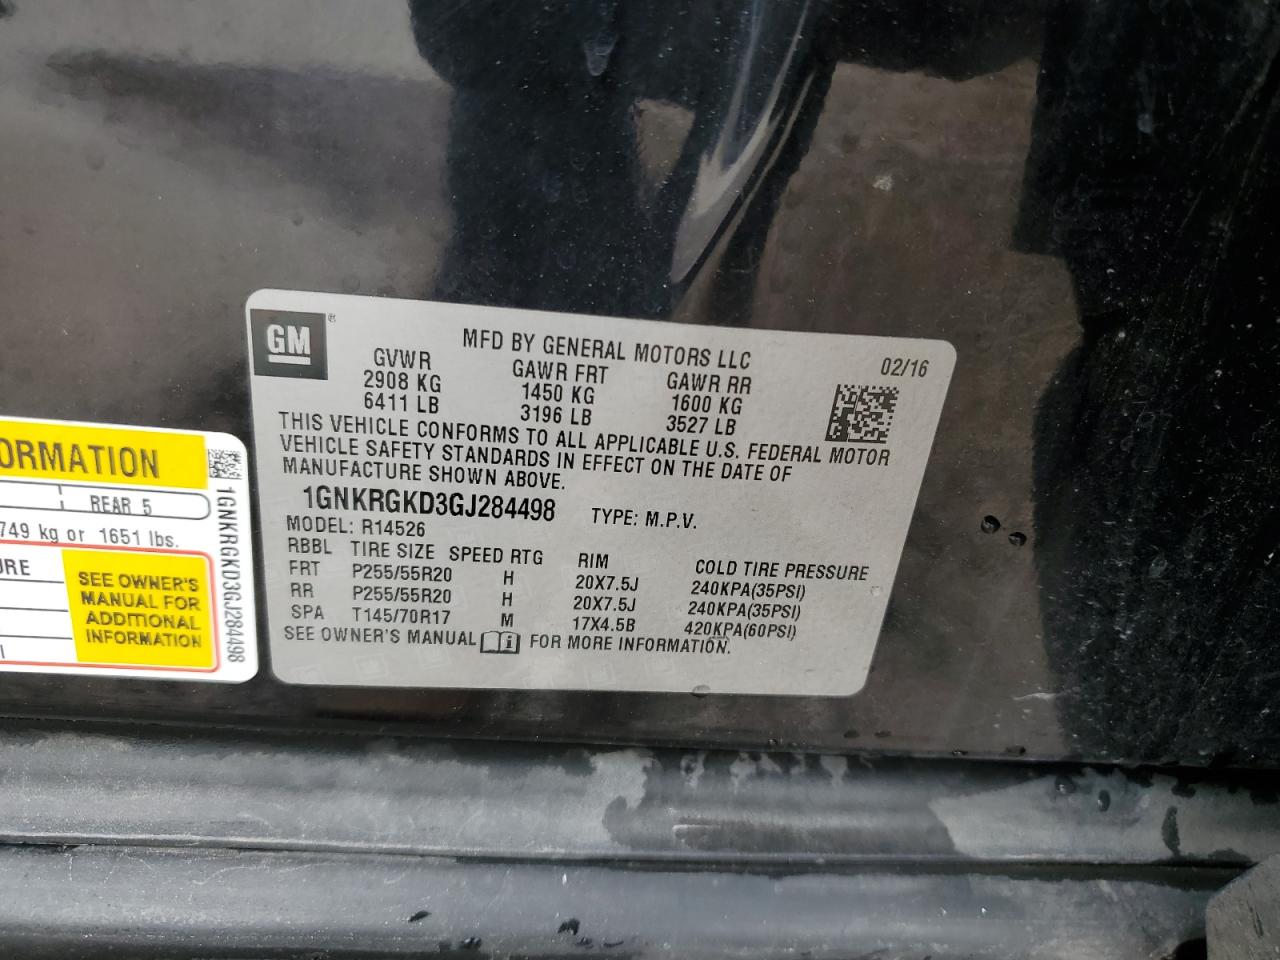 GM ®
MFD BY GENERAL MOTORS LLC
02/16
GVWR GAWR FRT GAWR RR
2908 KG 1450 KG 1600 KG
6411 LB 3196 LB 3527 LB
THIS VEHICLE CONFORMS TO ALL APPLICABLE U.S. FEDERAL MOTOR
VEHICLE SAFETY STANDARDS IN EFFECT ON THE DATE OF
MANUFACTURE SHOWN ABOVE.
1GNKRGKD3GJ284498 TYPE: M.P.V.
MODEL: R14526
RBBL TIRE SIZE SPEED RTG RIM COLD TIRE PRESSURE
FRT P255/55R20 H 20X7.5J 240KPA(35PSI)
RR P255/55R20 H 20X7.5J 240KPA(35PSI)
SPA T145/70R17 M 17X4.5B 420KPA(60PSI)
SEE OWNER'S MANUAL i FOR MORE INFORMATION.
ORMATION
REAR 5
749 kg or 1651 lbs.
URE
SEE OWNER'S
MANUAL FOR
ADDITIONAL
INFORMATION
1GNKRGKD3GJ284498